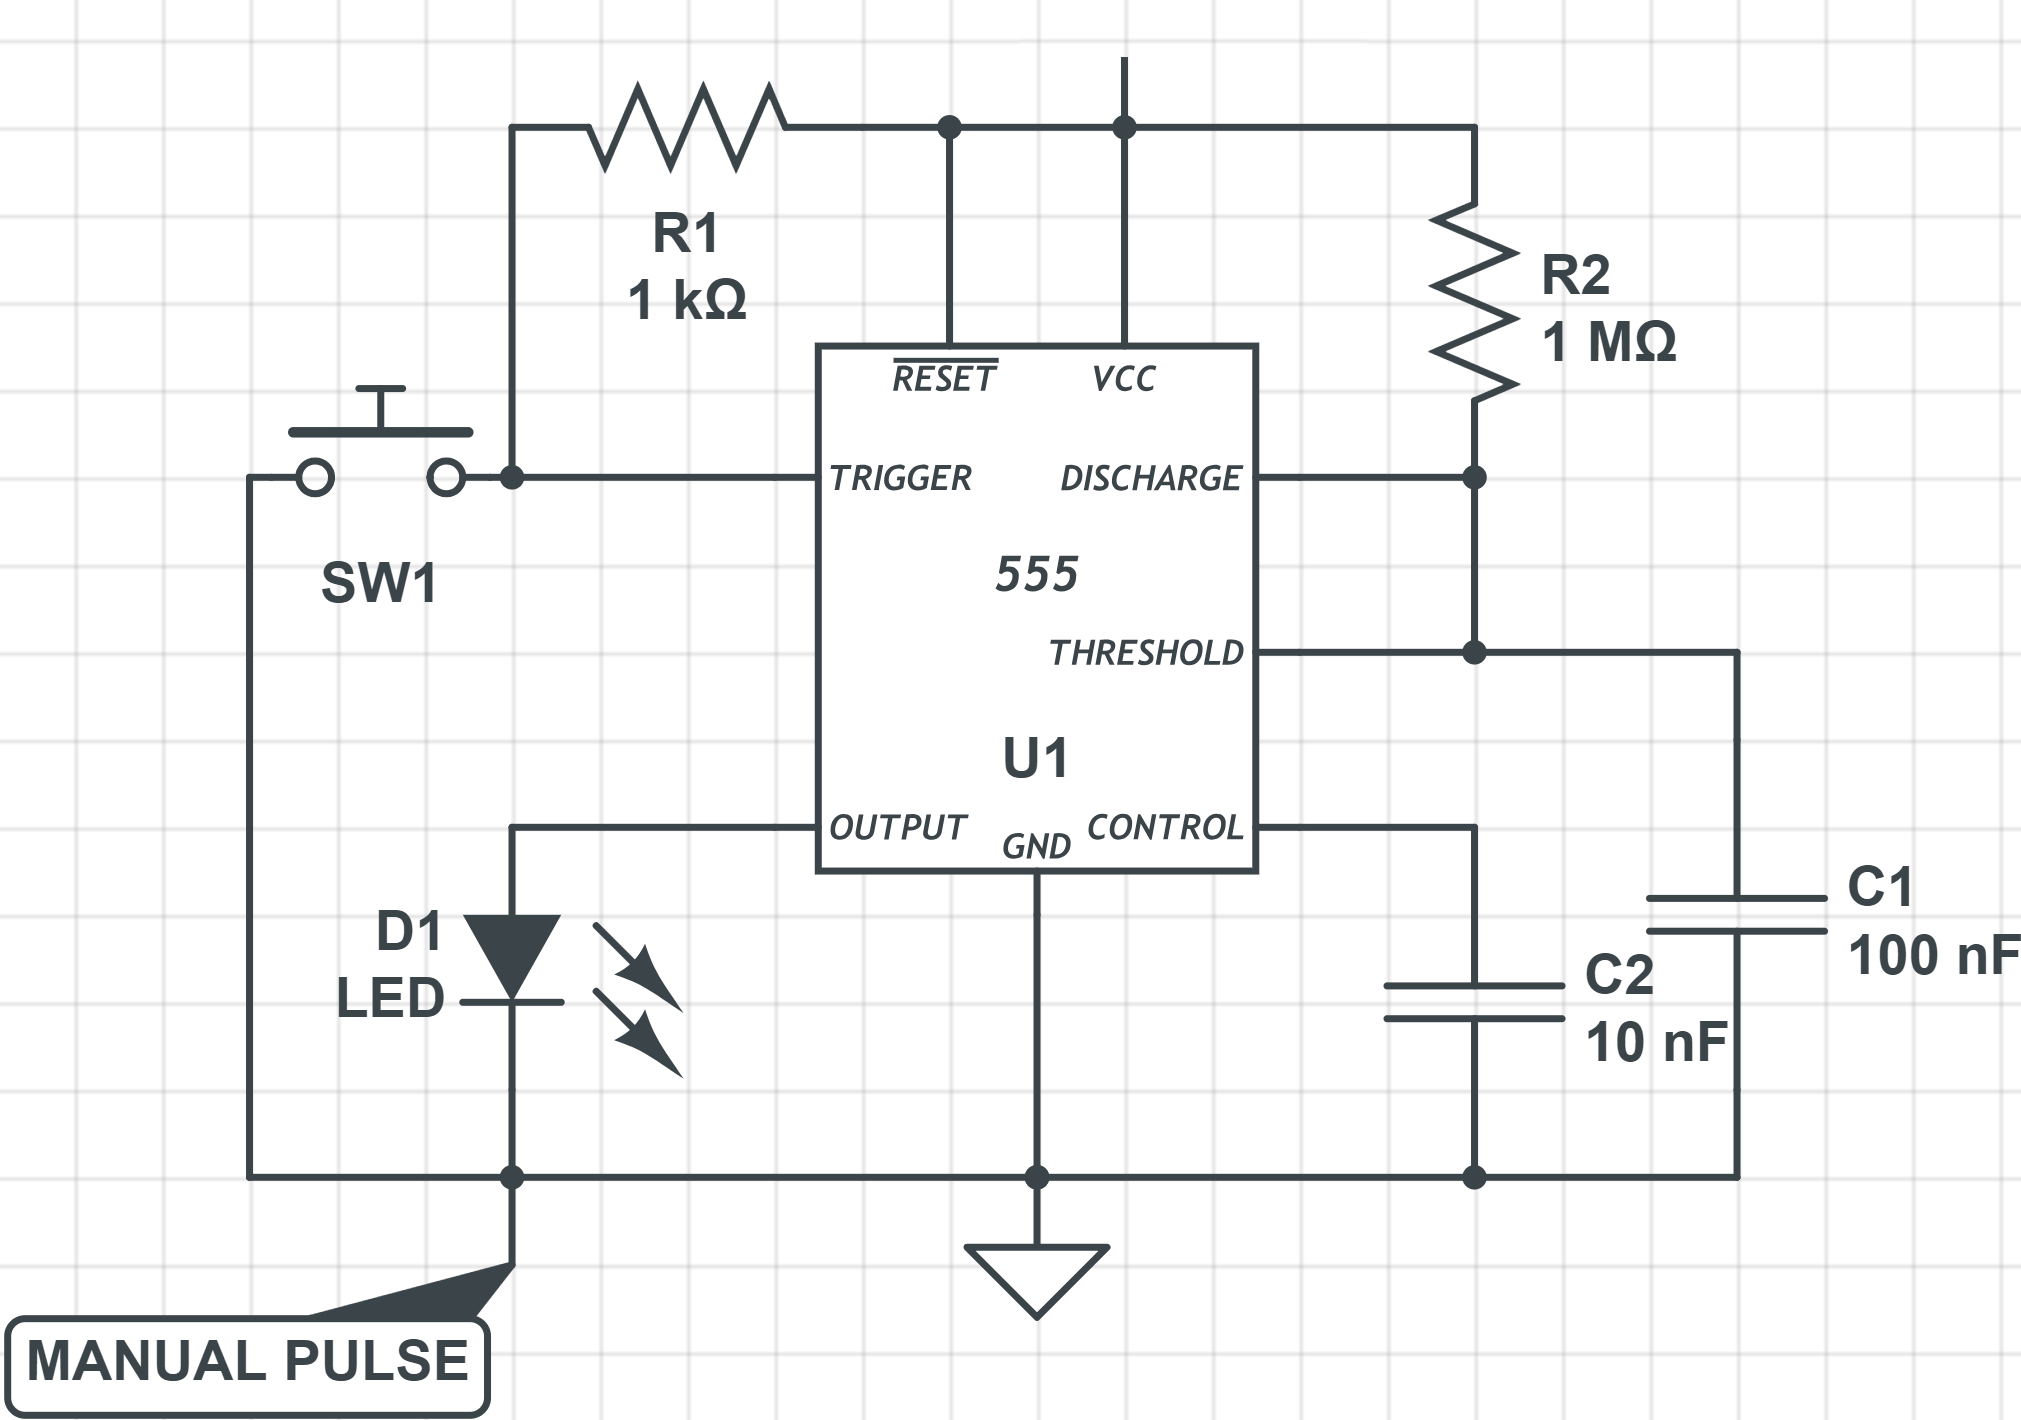 R1
1 kΩ
R2
1 MΩ
RESET
VCC
TRIGGER
DISCHARGE
555
SW1
THRESHOLD
U1
OUTPUT
GND
CONTROL
D1
LED
C1
100 nF
C2
10 nF
MANUAL PULSE